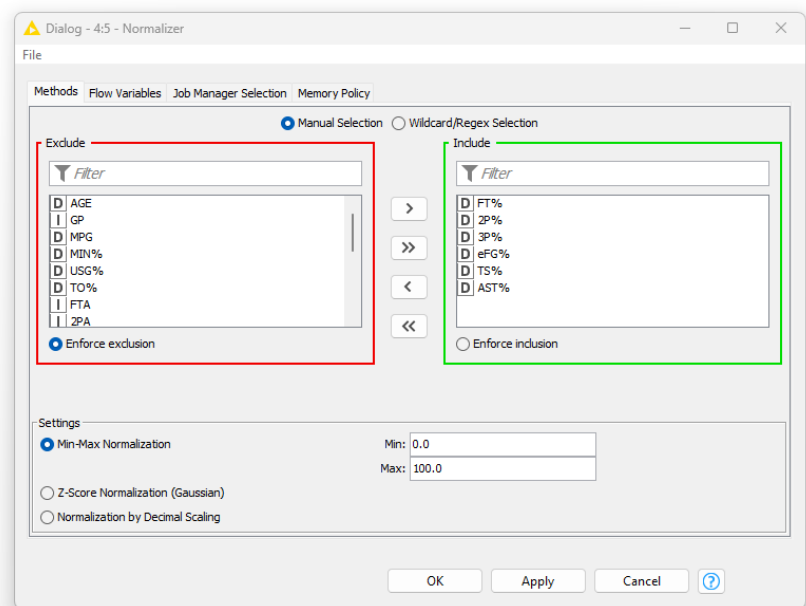 Dialog - 4:5 - Normalizer
File
Methods Flow Variables Job Manager Selection Memory Policy
Manual Selection Wildcard/Regex Selection
Exclude
Filter
D AGE
I GP
D MPG
D MIN%
D USG%
D TO%
I FTA
I 2PA
Enforce exclusion
>
>>
<
<<
Include
Filter
D FT%
D 2P%
D 3P%
D eFG%
D TS%
D AST%
Enforce inclusion
Settings
Min-Max Normalization
Min: 0.0
Max: 100.0
Z-Score Normalization (Gaussian)
Normalization by Decimal Scaling
OK Apply Cancel ?